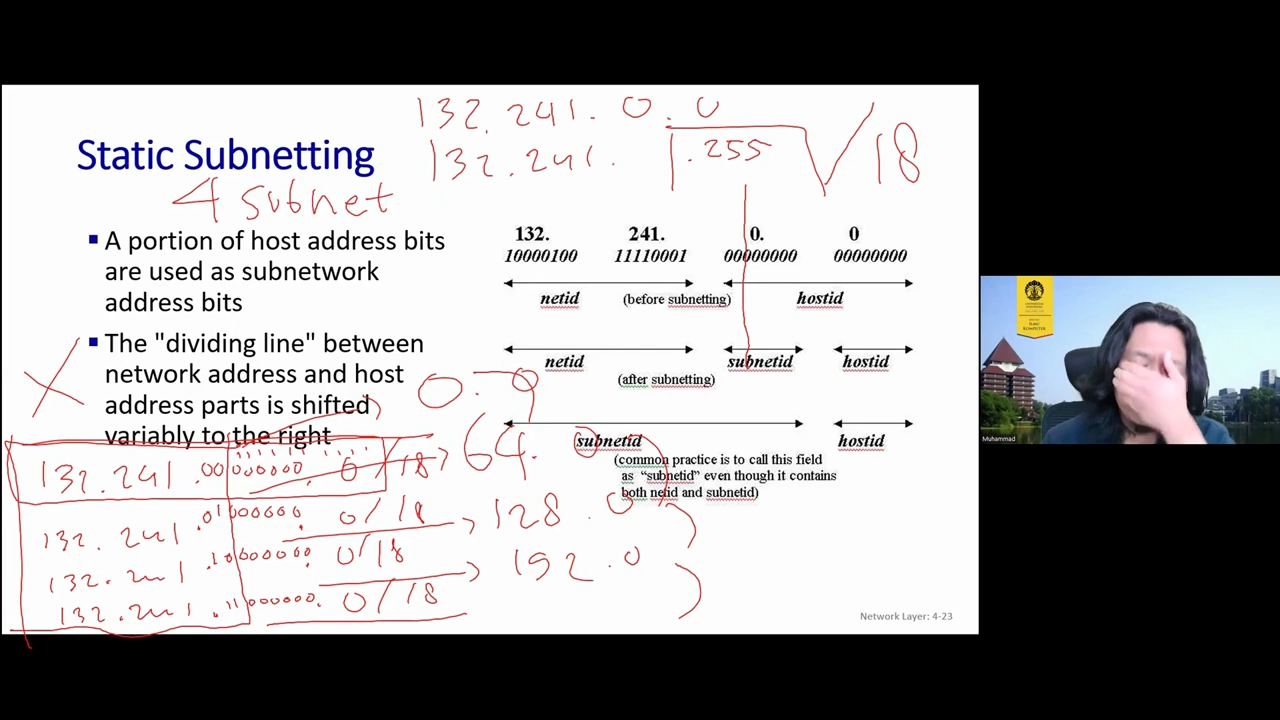 132.241.0.0
132.241.1.255 /18
Static Subnetting
4 subnet
A portion of host address bits
are used as subnetwork
address bits
The "dividing line" between
network address and host
address parts is shifted
variably to the right
132. 241. 0. 0
10000100 11110001 00000000 00000000
netid (before subnetting) hostid
netid subnetid hostid
(after subnetting)
subnetid hostid
(common practice is to call this field
as “subnetid” even though it contains
both netid and subnetid)
0.0
132.241.00000000.0/18
64.0
132.241.01000000.0/18
128.0
132.241.10000000.0/18
192.0
132.241.11000000.0/18
Network Layer: 4-23
Muhammad